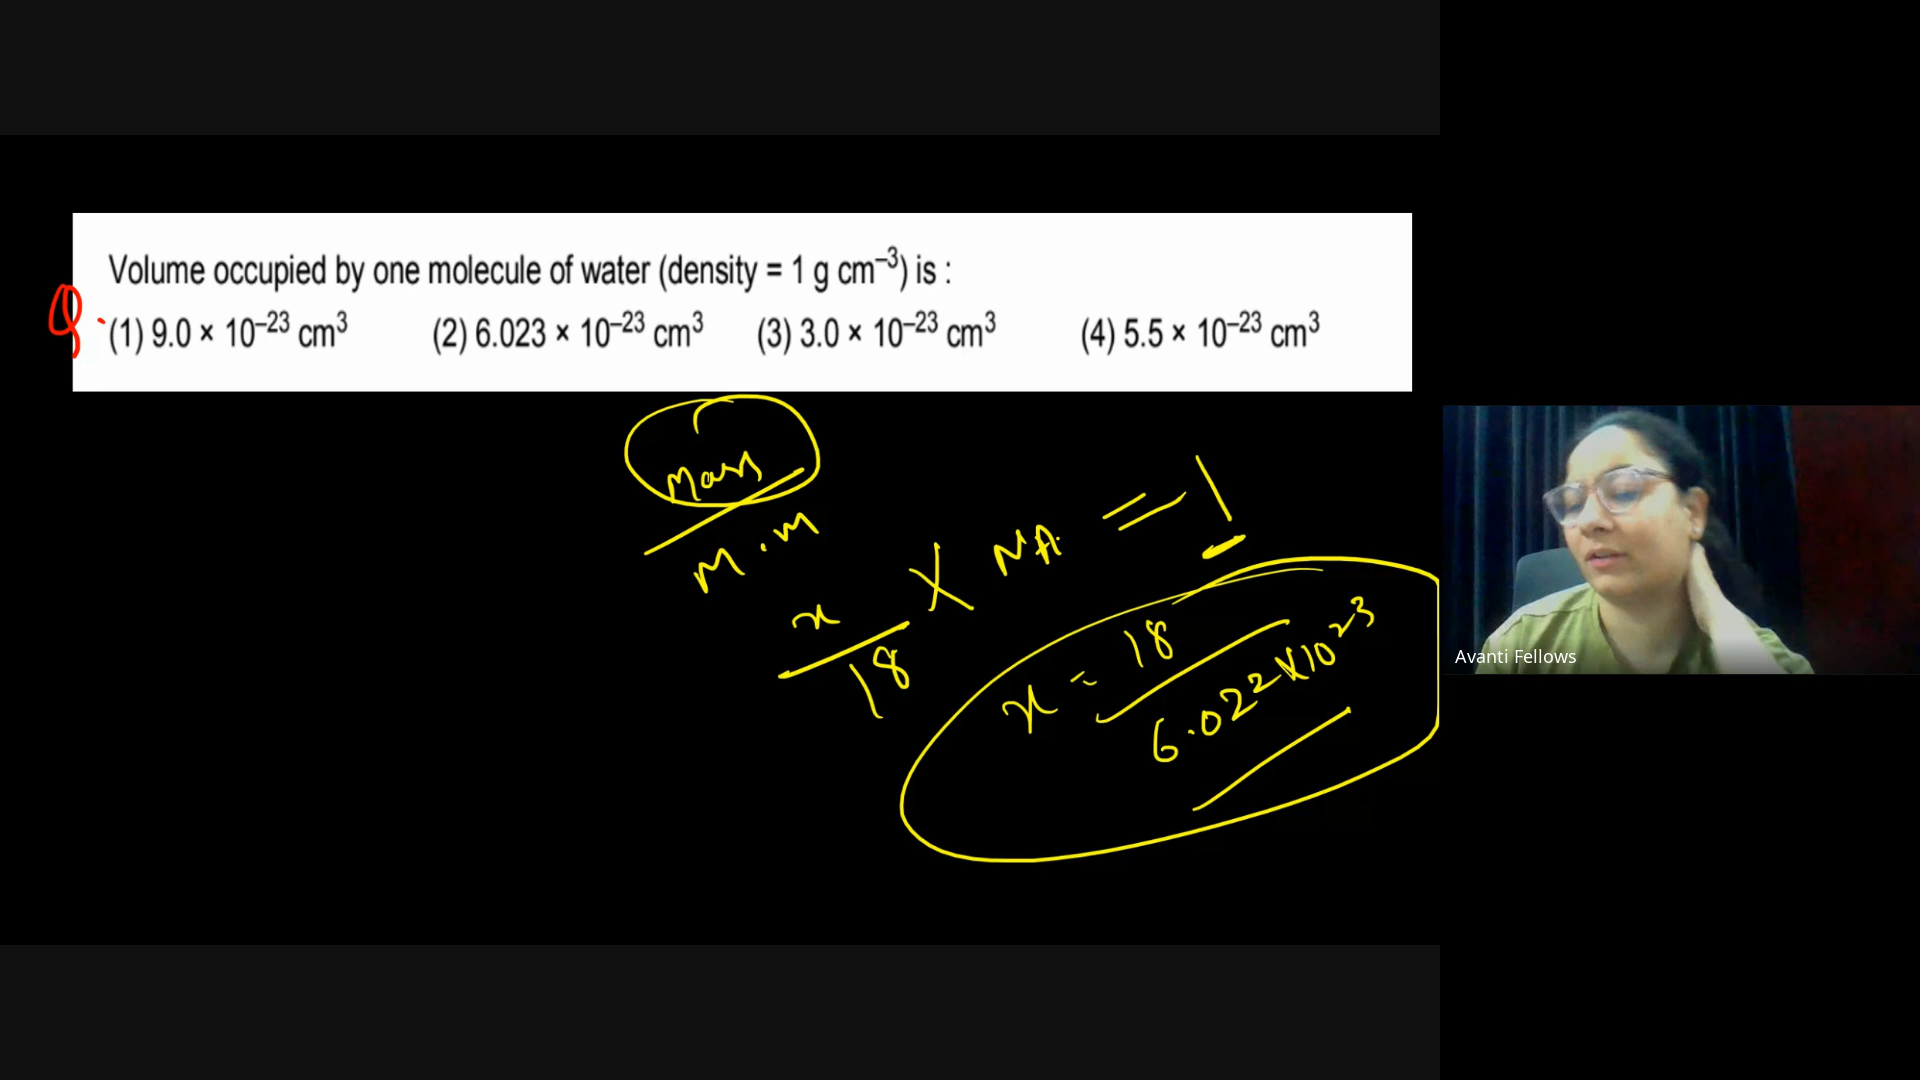 Volume occupied by one molecule of water (density = 1 g cm⁻³) is :
Q.
(1) 9.0 × 10⁻²³ cm³ (2) 6.023 × 10⁻²³ cm³ (3) 3.0 × 10⁻²³ cm³ (4) 5.5 × 10⁻²³ cm³
Mass
M.M
x
18
× NA = 1
x = 18
6.022×10²³
Avanti Fellows